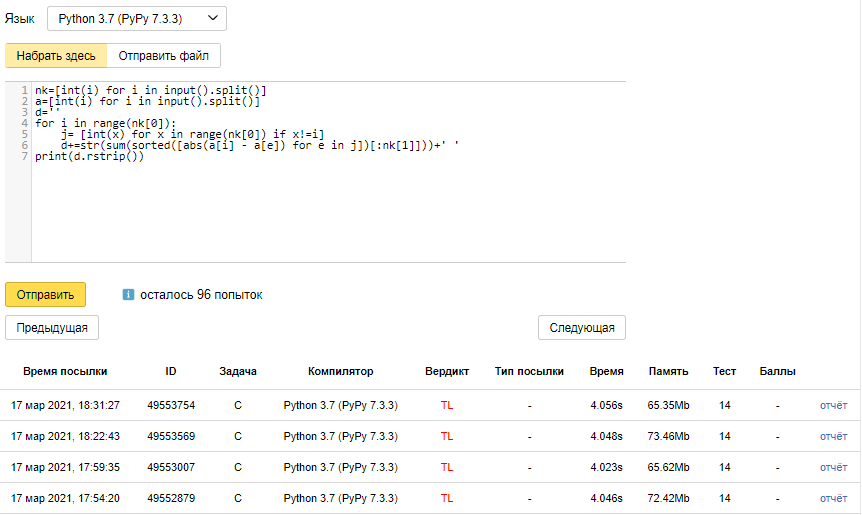 Язык Python 3.7 (PyPy 7.3.3)
Набрать здесь Отправить файл
1 nk=[int(i) for i in input().split()]
2 a=[int(i) for i in input().split()]
3 d=''
4 for i in range(nk[0]):
5     j= [int(x) for x in range(nk[0]) if x!=i]
6     d+=str(sum(sorted([abs(a[i] - a[e]) for e in j])[:nk[1]]))+' '
7 print(d.rstrip())
Отправить i осталось 96 попыток
Предыдущая Следующая
Время посылки ID Задача Компилятор Вердикт Тип посылки Время Память Тест Баллы
17 мар 2021, 18:31:27 49553754 C Python 3.7 (PyPy 7.3.3) TL - 4.056s 65.35Mb 14 - отчёт
17 мар 2021, 18:22:43 49553569 C Python 3.7 (PyPy 7.3.3) TL - 4.048s 73.46Mb 14 - отчёт
17 мар 2021, 17:59:35 49553007 C Python 3.7 (PyPy 7.3.3) TL - 4.023s 65.62Mb 14 - отчёт
17 мар 2021, 17:54:20 49552879 C Python 3.7 (PyPy 7.3.3) TL - 4.046s 72.42Mb 14 - отчёт